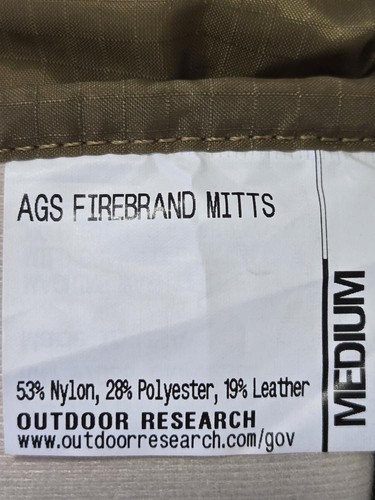 AGS FIREBRAND MITTS
MEDIUM
53% Nylon, 28% Polyester, 19% Leather
OUTDOOR RESEARCH
www.outdoorresearch.com/gov